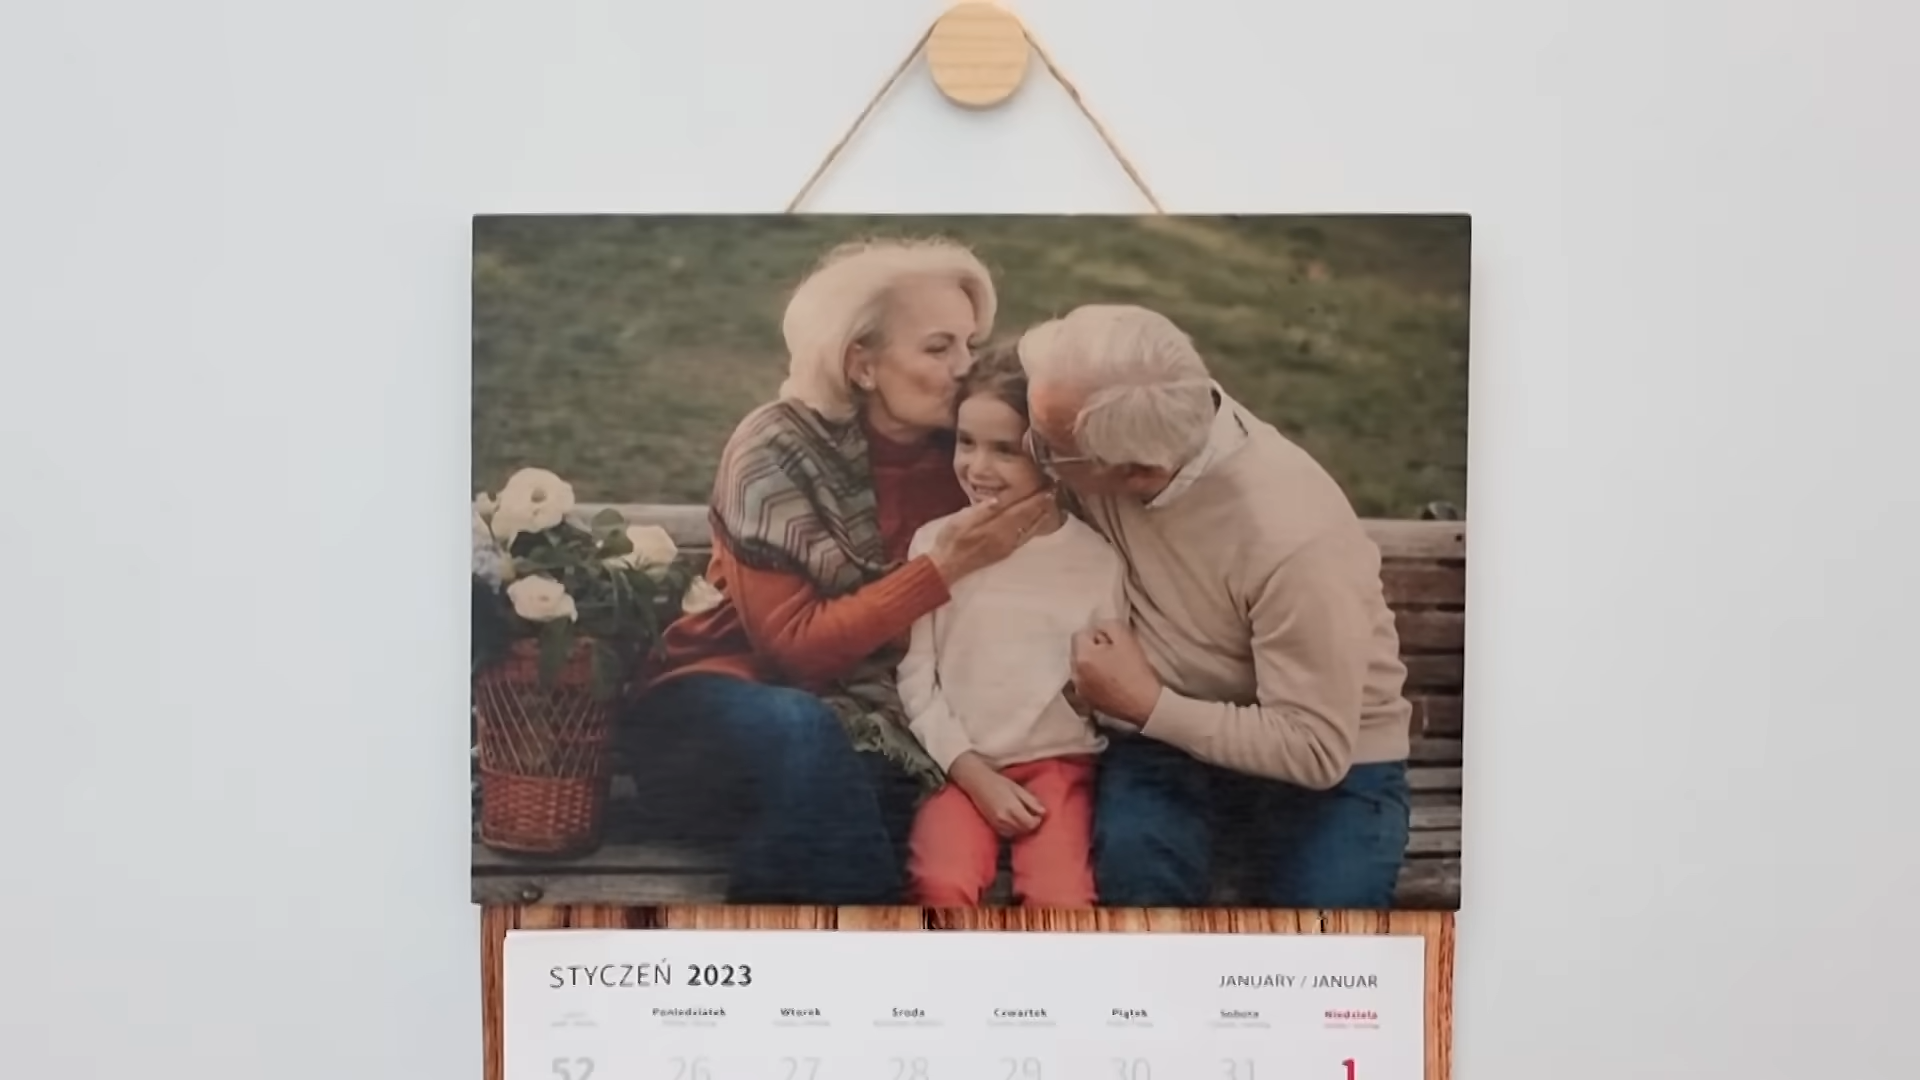 STYCZEŃ 2023
JANUARY / JANUAR
Poniedziałek Wtorek Środa Czwartek Piątek Sobota Niedziela
52 26 27 28 29 30 31 1